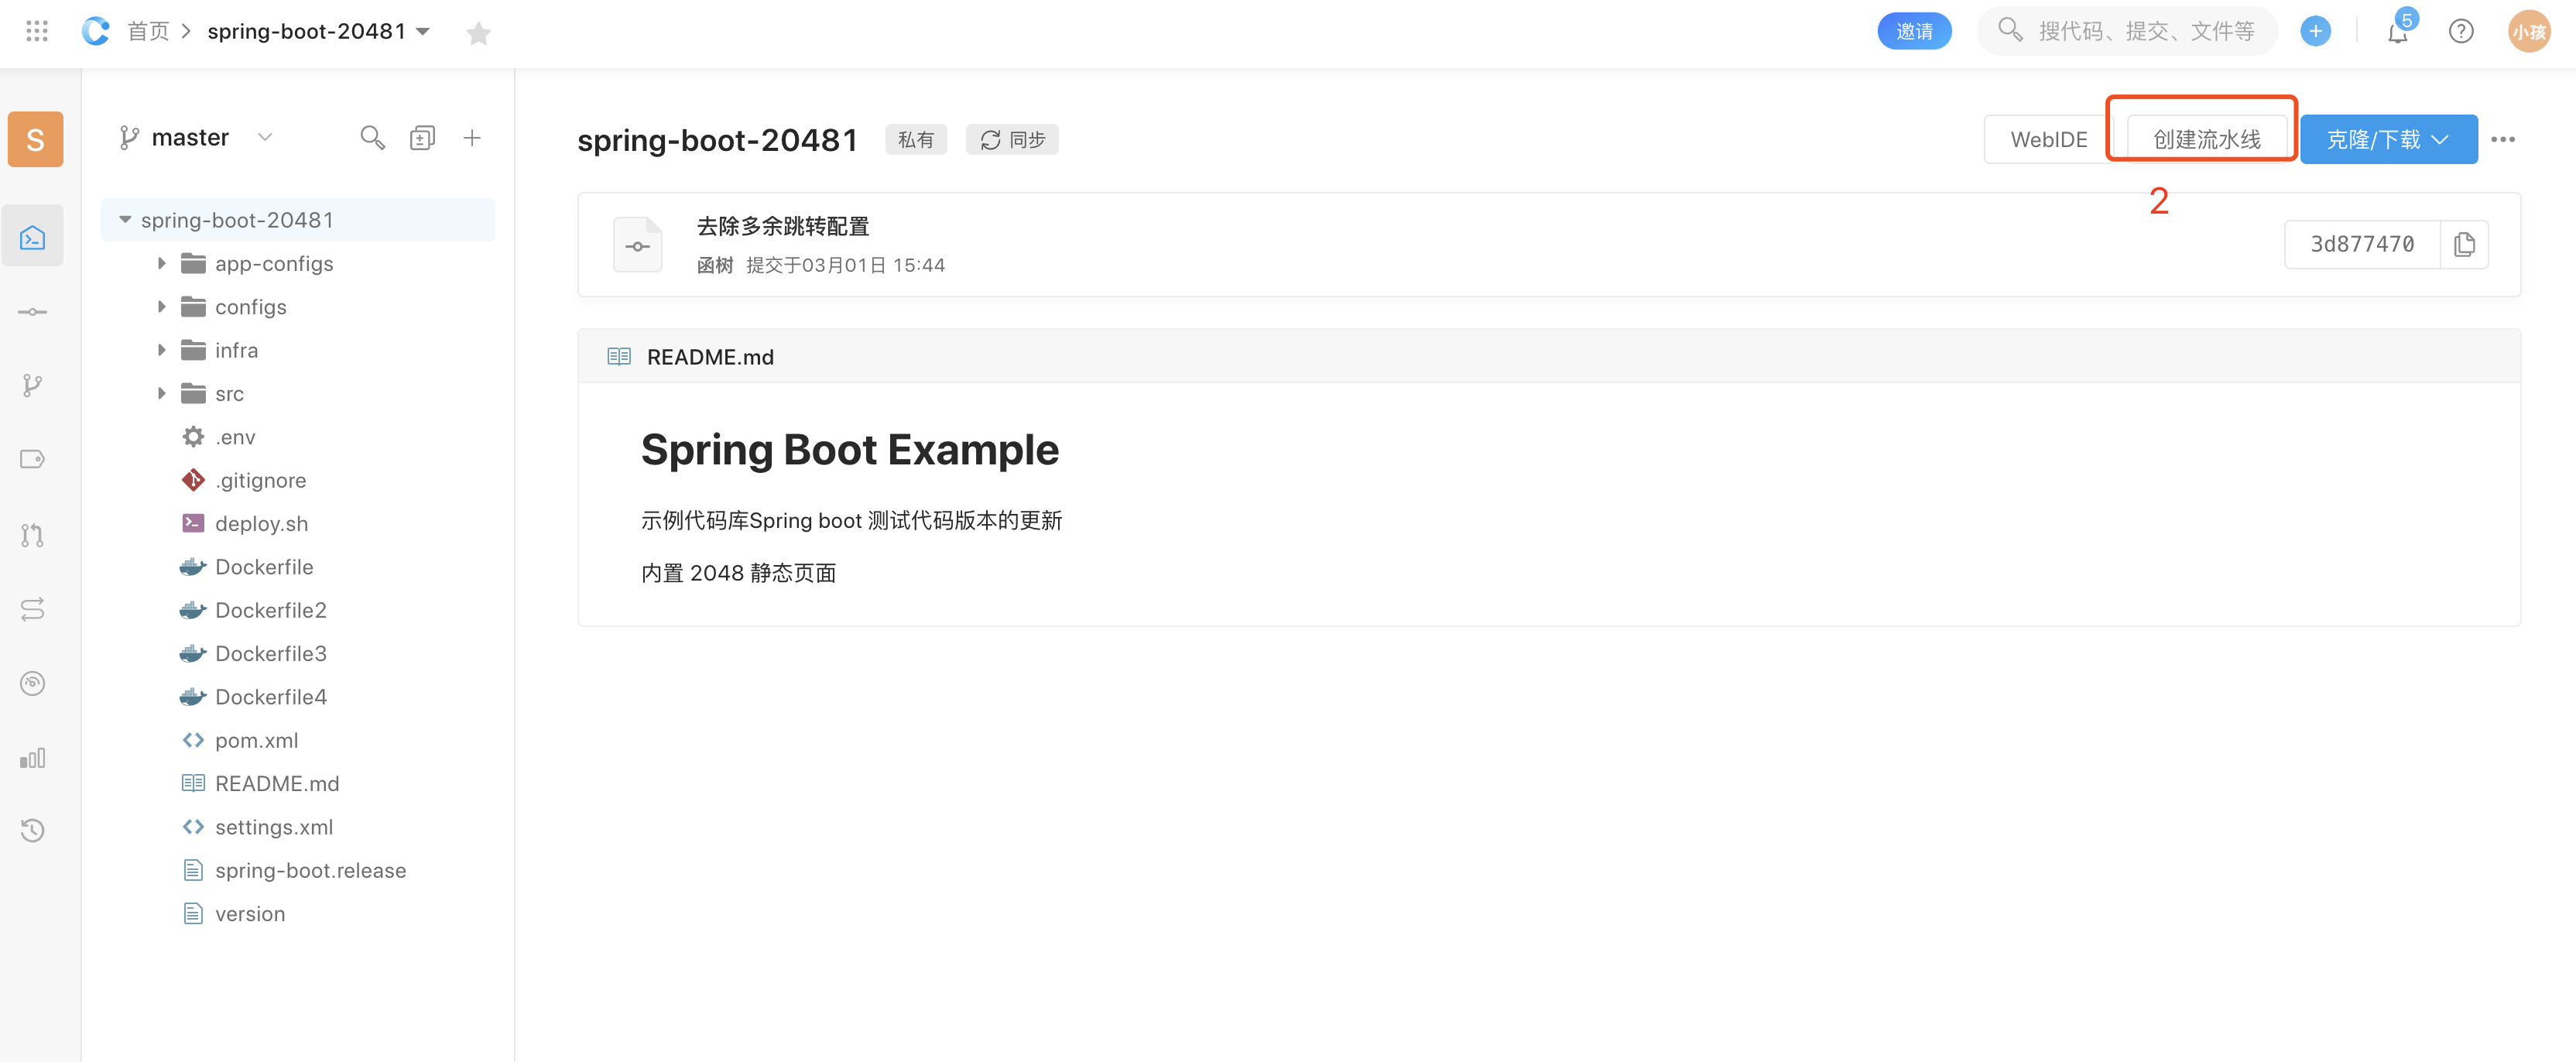 首页 > spring-boot-20481
邀请
搜代码、提交、文件等
5
小孩
S
master
spring-boot-20481
app-configs
configs
infra
src
.env
.gitignore
deploy.sh
Dockerfile
Dockerfile2
Dockerfile3
Dockerfile4
pom.xml
README.md
settings.xml
spring-boot.release
version
spring-boot-20481 私有 同步
WebIDE 创建流水线 克隆/下载
2
去除多余跳转配置
函树 提交于03月01日 15:44
3d877470
README.md
Spring Boot Example
示例代码库Spring boot 测试代码版本的更新
内置 2048 静态页面